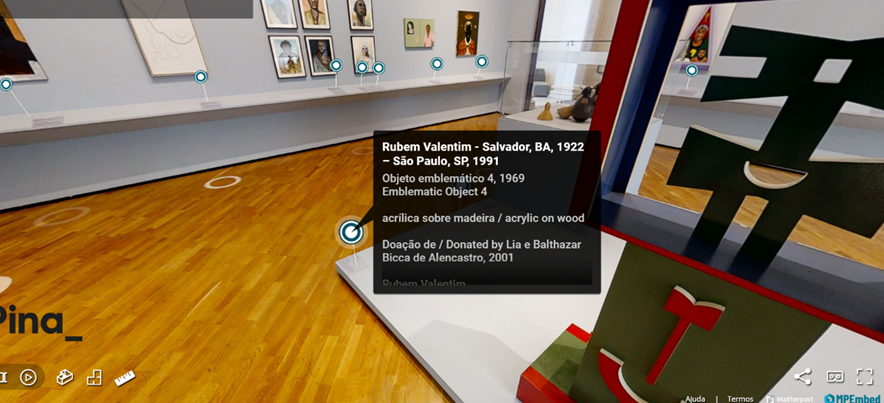 Rubem Valentim - Salvador, BA, 1922
– São Paulo, SP, 1991
Objeto emblemático 4, 1969
Emblematic Object 4
acrílica sobre madeira / acrylic on wood
Doação de / Donated by Lia e Balthazar
Bicca de Alencastro, 2001
Rubem Valentim
Pina_
Ajuda | Termos Matterport MPEmbed